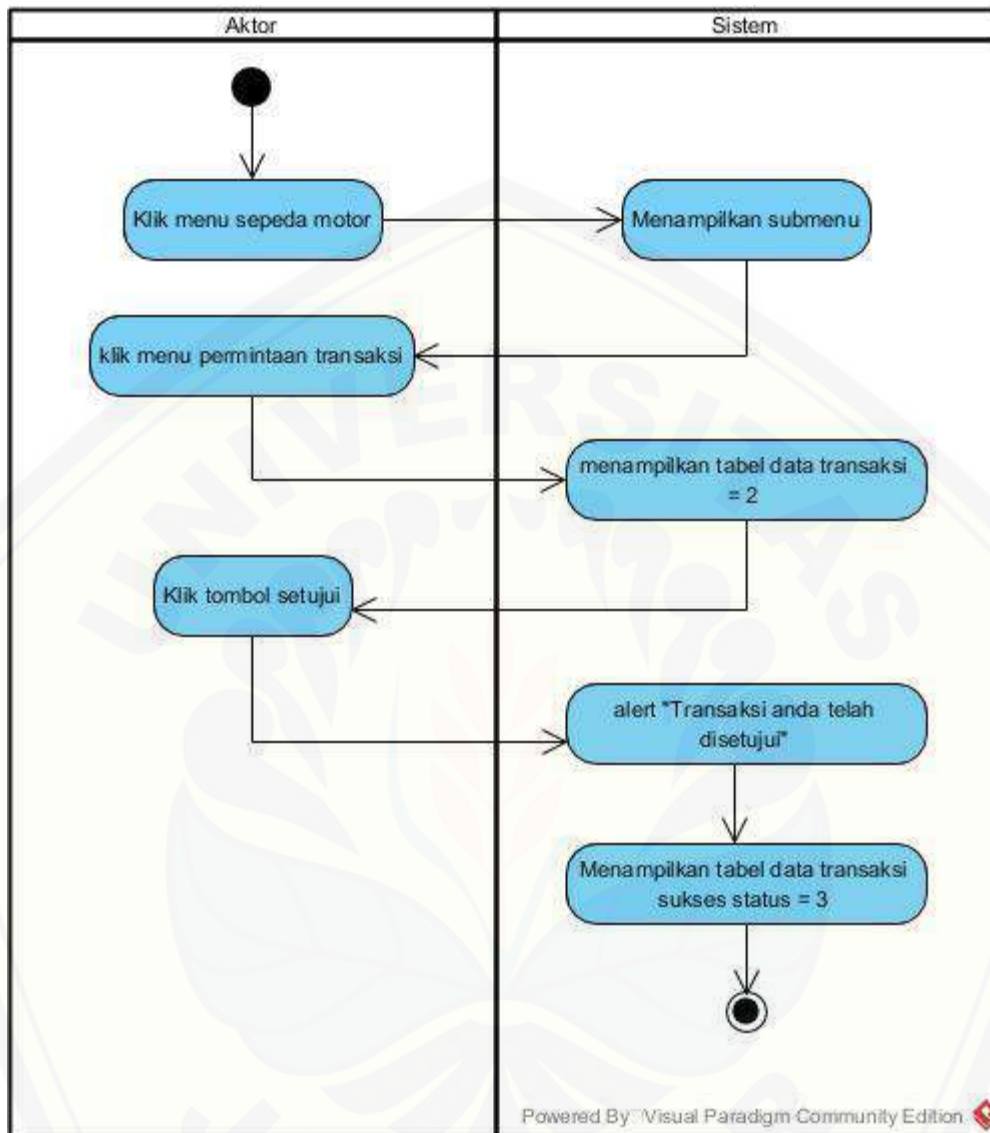 Aktor
Sistem
Klik menu sepeda motor
Menampilkan submenu
klik menu permintaan transaksi
menampilkan tabel data transaksi
= 2
Klik tombol setujui
alert "Transaksi anda telah
disetujui"
Menampilkan tabel data transaksi
sukses status = 3
UNIVERSITAS
Powered By Visual Paradigm Community Edition